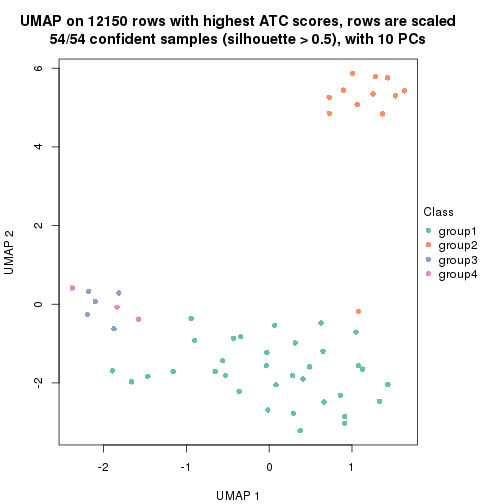 UMAP on 12150 rows with highest ATC scores, rows are scaled
54/54 confident samples (silhouette > 0.5), with 10 PCs
6
4
2
0
-2
UMAP 2
-2
-1
0
1
UMAP 1
Class
group1
group2
group3
group4